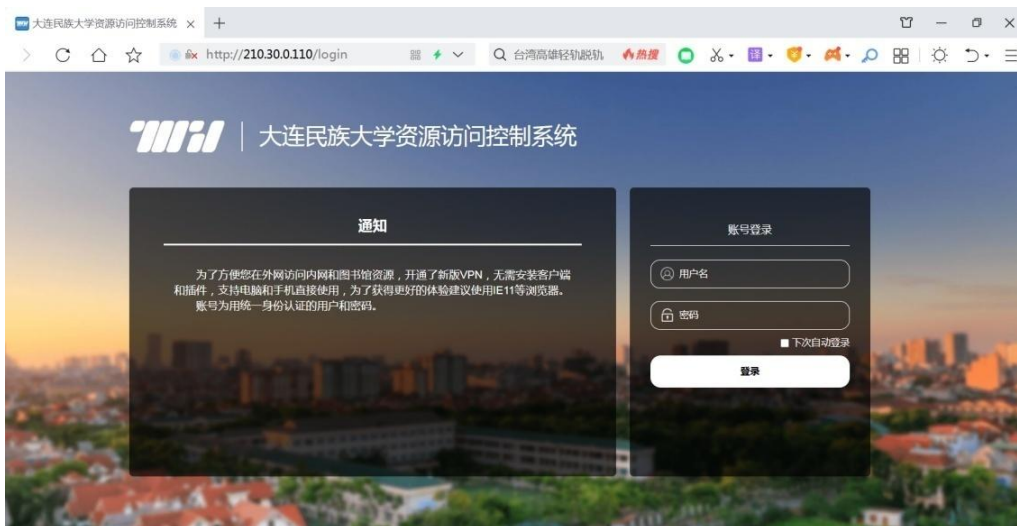 大连民族大学资源访问控制系统
http://210.30.0.110/login
台湾高雄轻轨脱轨
热搜
译
大连民族大学资源访问控制系统
通知
为了方便您在外网访问内网和图书馆资源，开通了新版VPN，无需安装客户端
和插件，支持电脑和手机直接使用，为了获得更好的体验建议使用IE11等浏览器。
账号为用统一身份认证的用户和密码。
账号登录
用户名
密码
下次自动登录
登录